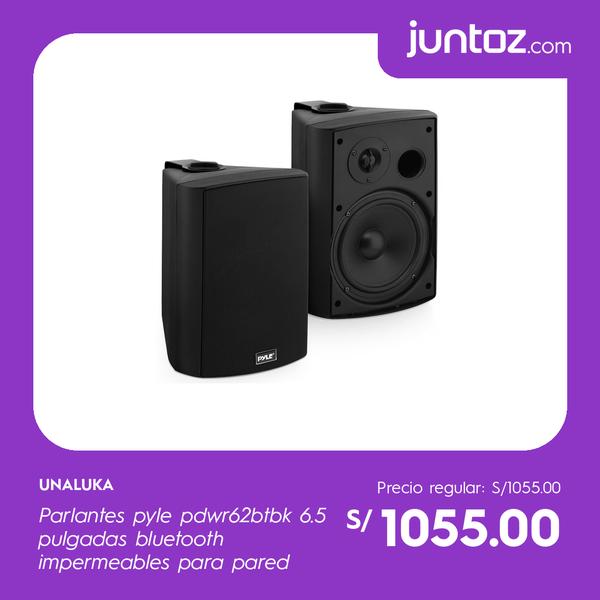 juntoz.com
PYLE
UNALUKA
Parlantes pyle pdwr62btbk 6.5
pulgadas bluetooth
impermeables para pared
Precio regular: S/1055.00
S/ 1055.00